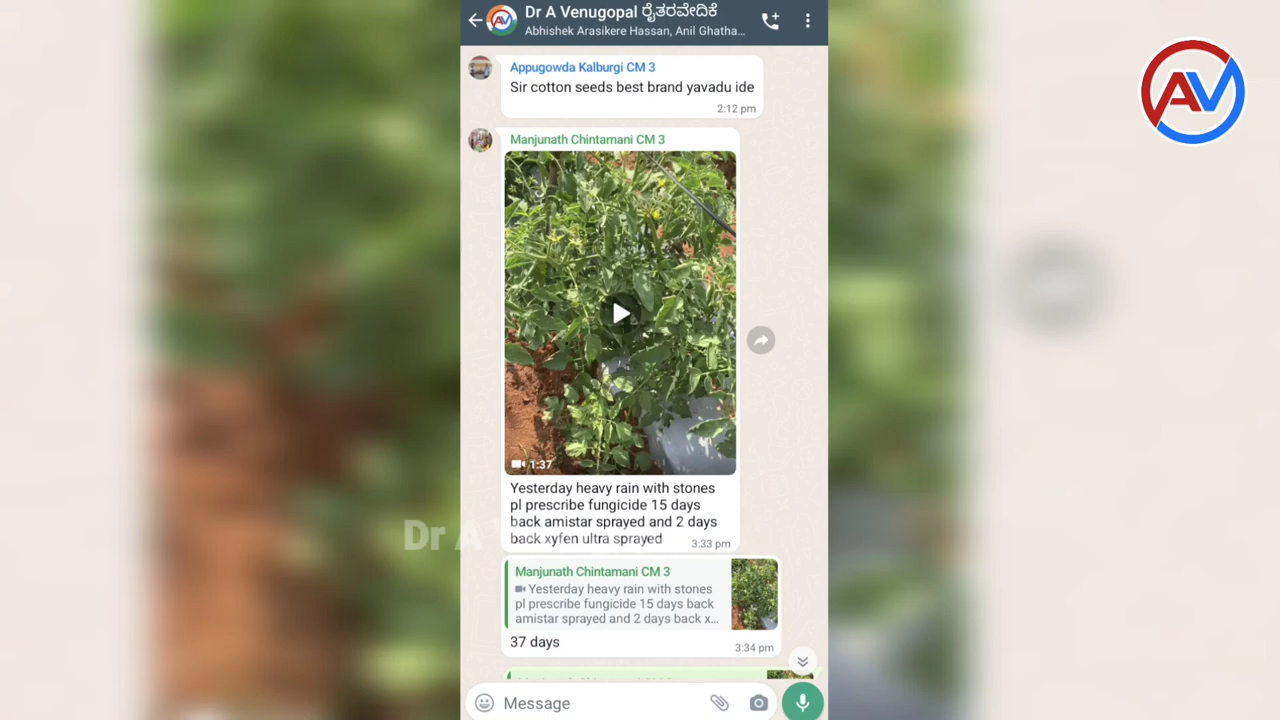 Dr A Venugopal ರೈತರವೇದಿಕೆ
Abhishek Arasikere Hassan, Anil Ghatha...
AV
Appugowda Kalburgi CM 3
Sir cotton seeds best brand yavadu ide
2:12 pm
Manjunath Chintamani CM 3
1:37
Yesterday heavy rain with stones
pl prescribe fungicide 15 days
back amistar sprayed and 2 days
back xyfen ultra sprayed
3:33 pm
Dr A
Manjunath Chintamani CM 3
Yesterday heavy rain with stones
pl prescribe fungicide 15 days back
amistar sprayed and 2 days back x...
37 days
3:34 pm
Message